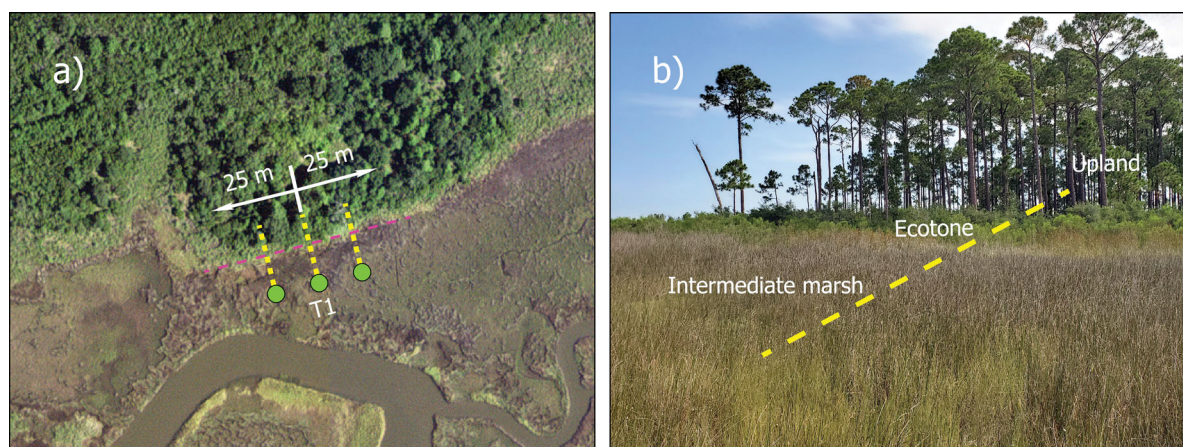 a)
25 m
25 m
T1
b)
Upland
Ecotone
Intermediate marsh